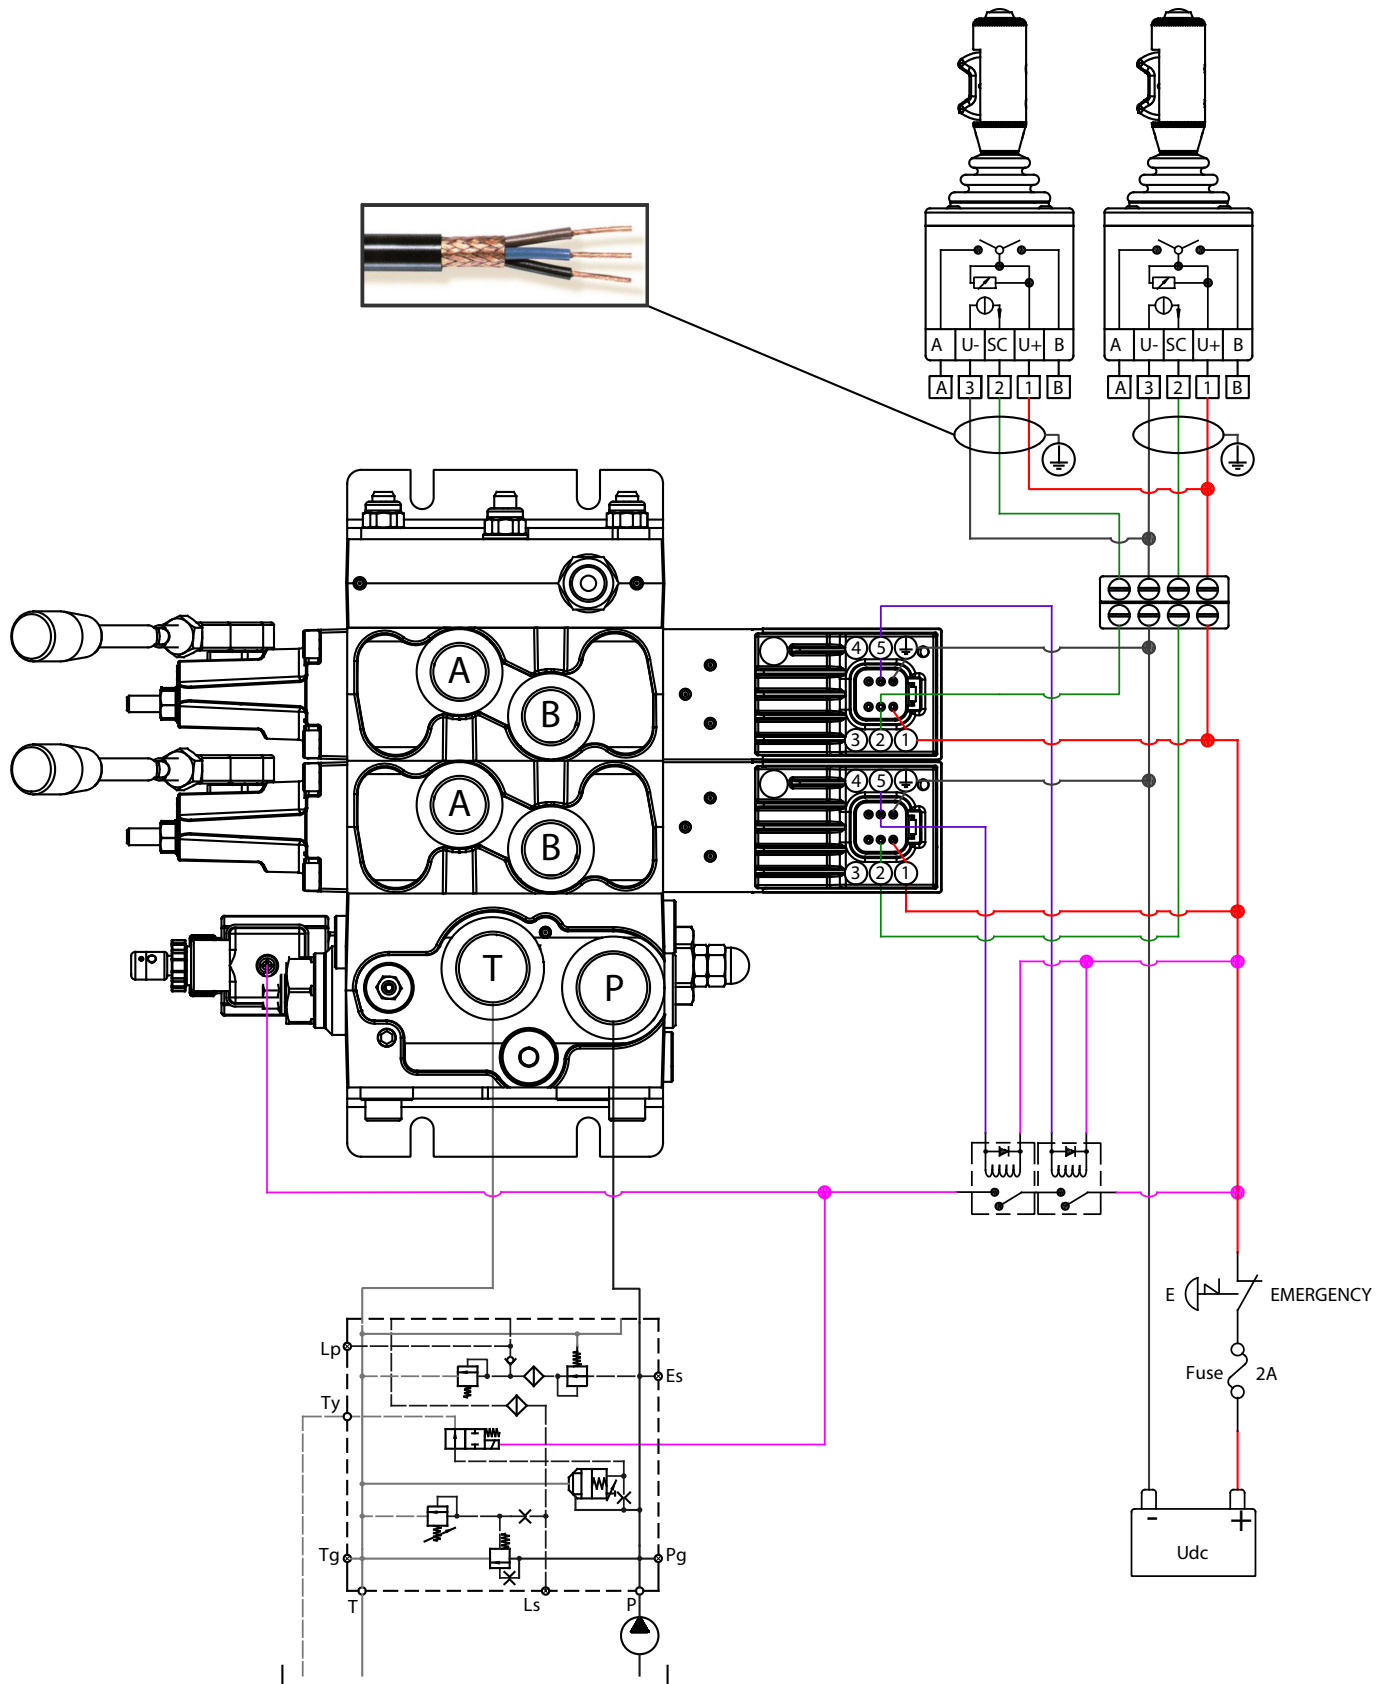 A U- SC U+ B A U- SC U+ B
A 3 2 1 B A 3 2 1 B
4 5
A
B
3 2 1
4 5
A
B
3 2 1
T P
E EMERGENCY
Lp
Es
Fuse 2A
Ty
- +
Udc
Tg Pg
T Ls P